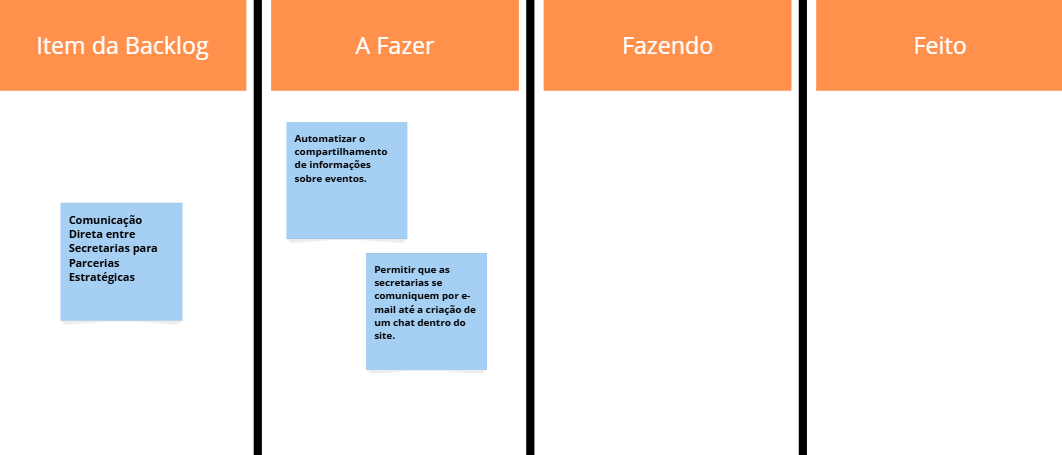 Item da Backlog
A Fazer
Fazendo
Feito
Comunicação
Direta entre
Secretarias para
Parcerias
Estratégicas
Automatizar o
compartilhamento
de informações
sobre eventos.
Permitir que as
secretarias se
comuniquem por e-
mail até a criação de
um chat dentro do
site.